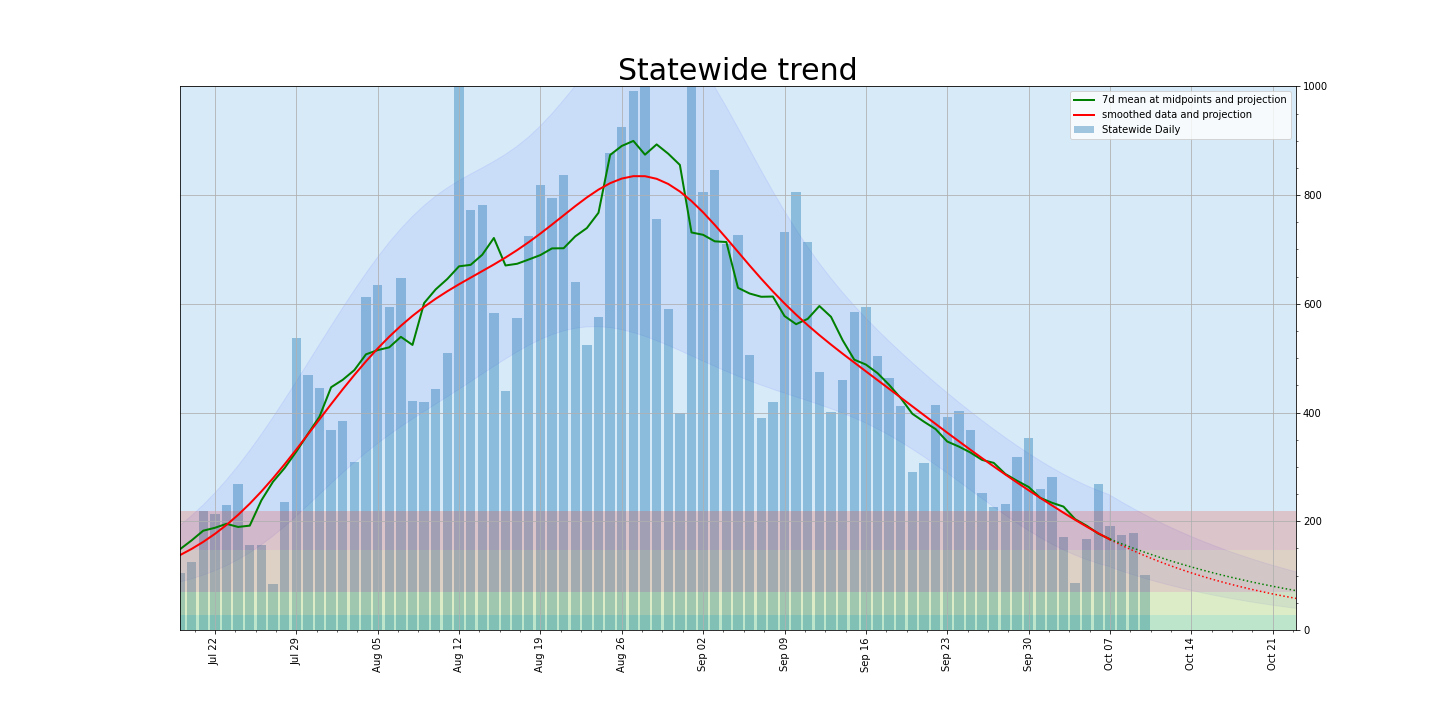 Statewide trend
7d mean at midpoints and projection
smoothed data and projection
Statewide Daily
1000
800
600
400
200
0
Jul 22
Jul 29
Aug 05
Aug 12
Aug 19
Aug 26
Sep 02
Sep 09
Sep 16
Sep 23
Sep 30
Oct 07
Oct 14
Oct 21